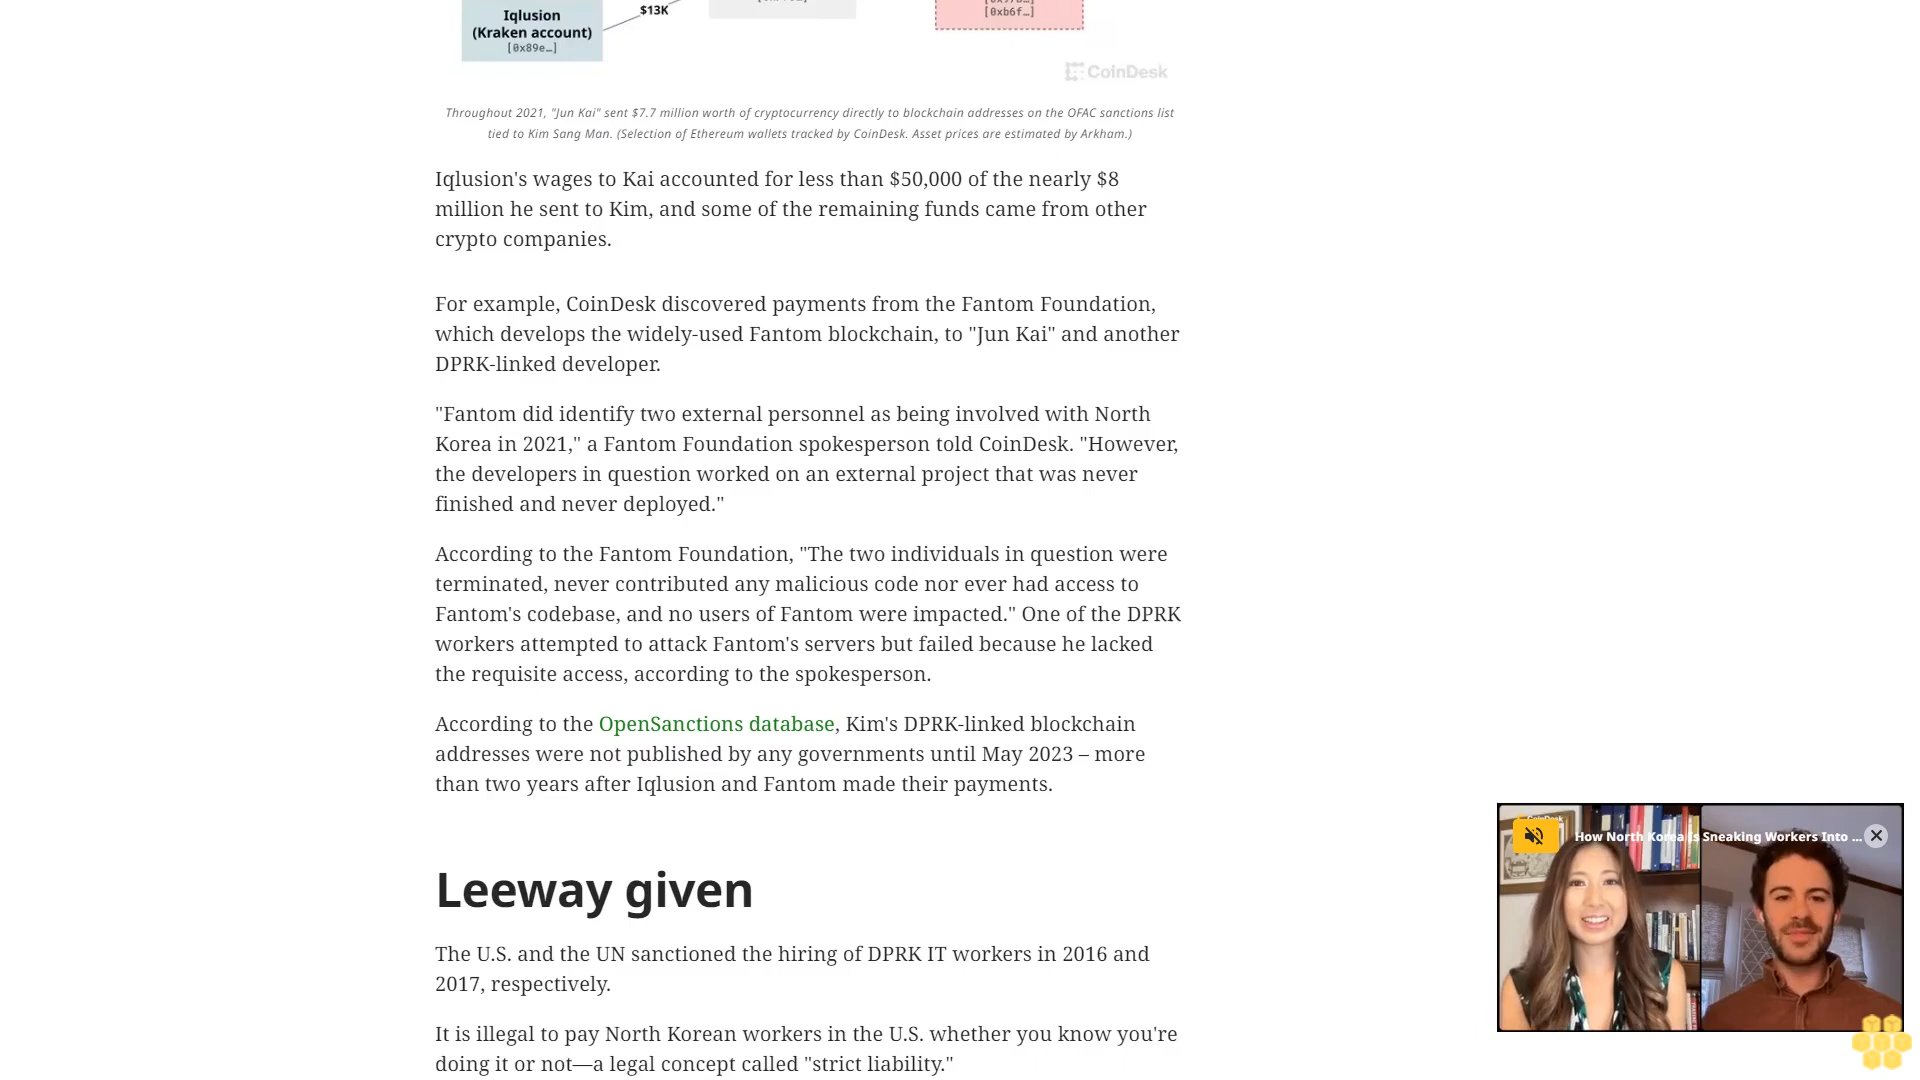 Iqlusion
(Kraken account)
[0x89e…]
$13K
[0xb6f…]
CoinDesk
Throughout 2021, "Jun Kai" sent $7.7 million worth of cryptocurrency directly to blockchain addresses on the OFAC sanctions list
tied to Kim Sang Man. (Selection of Ethereum wallets tracked by CoinDesk. Asset prices are estimated by Arkham.)
Iqlusion's wages to Kai accounted for less than $50,000 of the nearly $8
million he sent to Kim, and some of the remaining funds came from other
crypto companies.
For example, CoinDesk discovered payments from the Fantom Foundation,
which develops the widely-used Fantom blockchain, to "Jun Kai" and another
DPRK-linked developer.
"Fantom did identify two external personnel as being involved with North
Korea in 2021," a Fantom Foundation spokesperson told CoinDesk. "However,
the developers in question worked on an external project that was never
finished and never deployed."
According to the Fantom Foundation, "The two individuals in question were
terminated, never contributed any malicious code nor ever had access to
Fantom's codebase, and no users of Fantom were impacted." One of the DPRK
workers attempted to attack Fantom's servers but failed because he lacked
the requisite access, according to the spokesperson.
According to the OpenSanctions database, Kim's DPRK-linked blockchain
addresses were not published by any governments until May 2023 – more
than two years after Iqlusion and Fantom made their payments.
Leeway given
The U.S. and the UN sanctioned the hiring of DPRK IT workers in 2016 and
2017, respectively.
It is illegal to pay North Korean workers in the U.S. whether you know you're
doing it or not—a legal concept called "strict liability."
CoinDesk
How North Korea Is Sneaking Workers Into ...